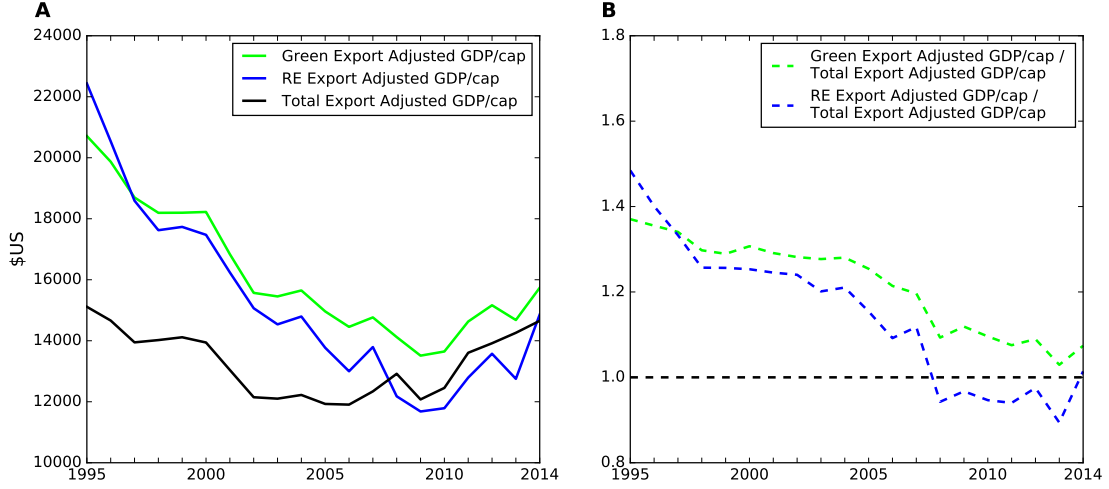 A
24000
22000
20000
18000
16000
14000
12000
10000
$US
1995
2000
2005
2010
2014
Green Export Adjusted GDP/cap
RE Export Adjusted GDP/cap
Total Export Adjusted GDP/cap
B
1.8
1.6
1.4
1.2
1.0
0.8
1995
2000
2005
2010
2014
Green Export Adjusted GDP/cap /
Total Export Adjusted GDP/cap
RE Export Adjusted GDP/cap /
Total Export Adjusted GDP/cap